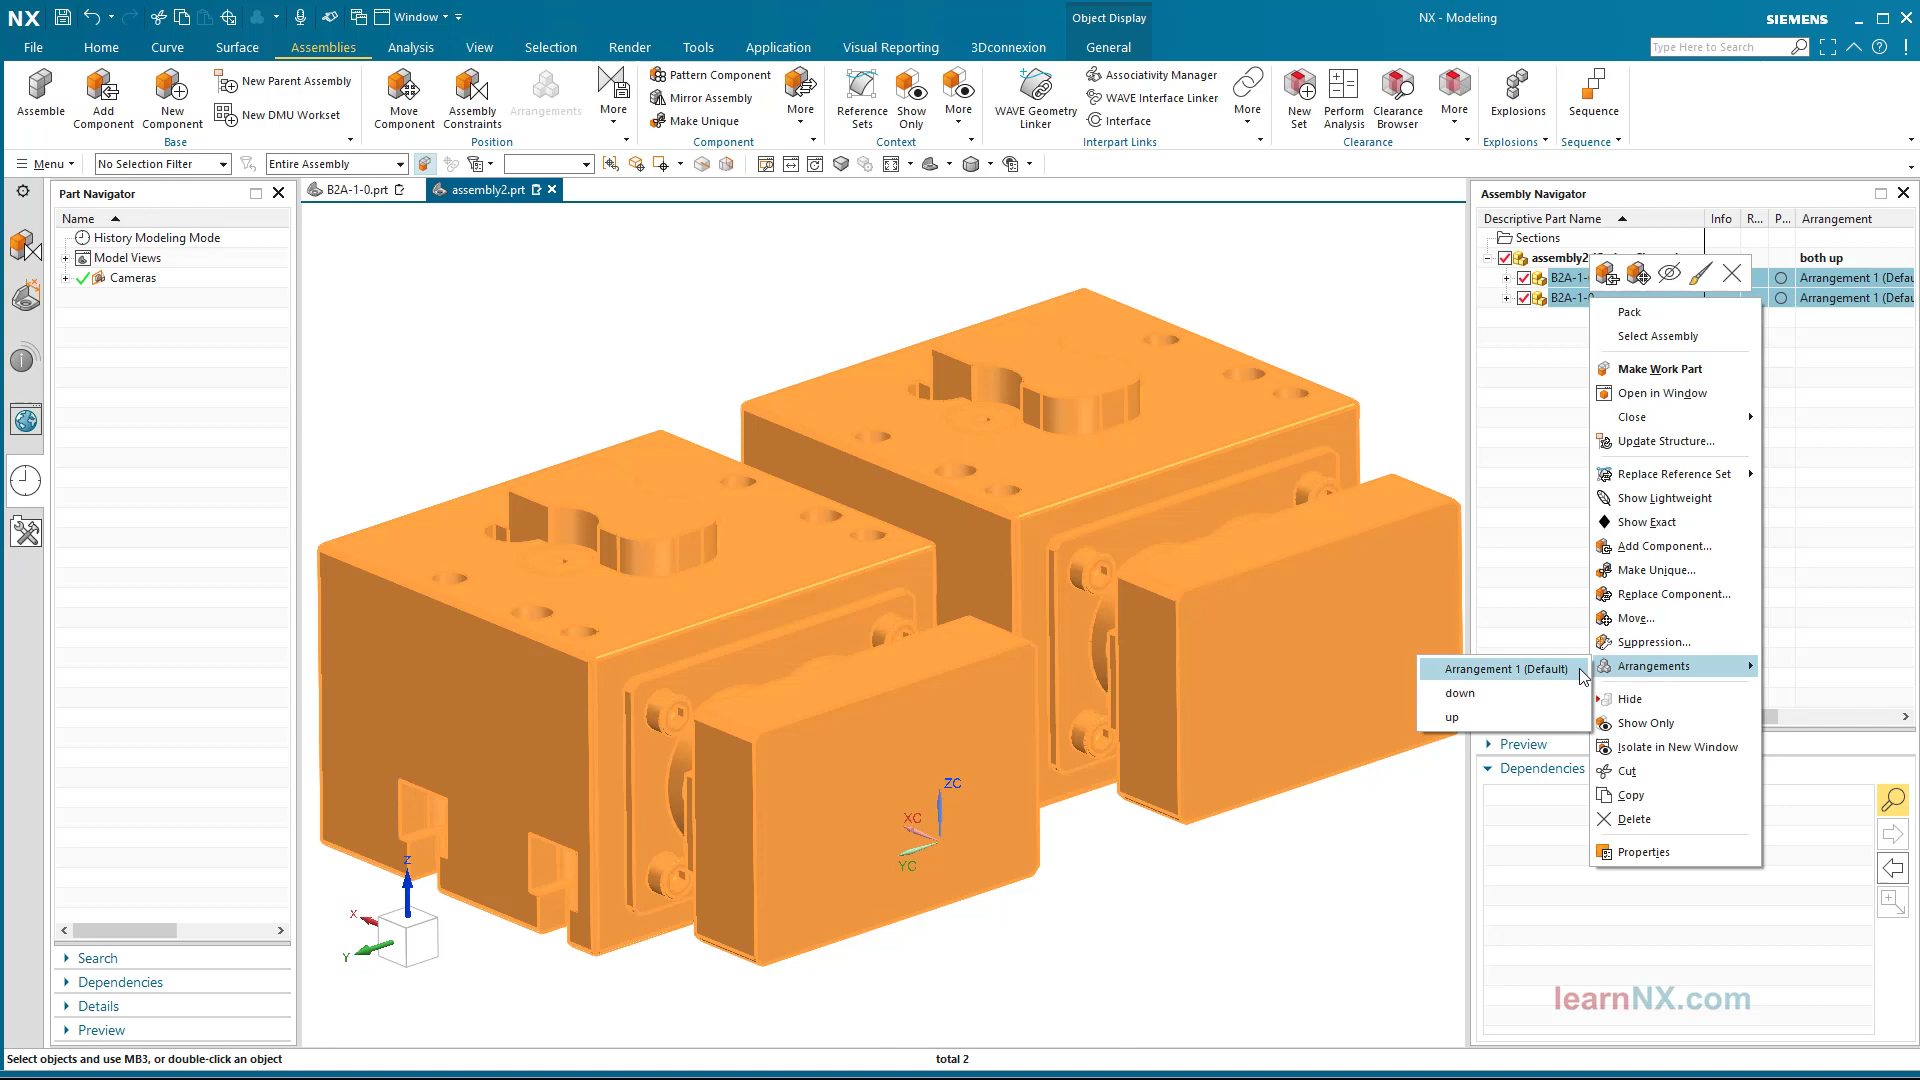 NX
Window
Object Display
NX - Modeling
SIEMENS
File
Home
Curve
Surface
Assemblies
Analysis
View
Selection
Render
Tools
Application
Visual Reporting
3Dconnexion
General
Type Here to Search
Assemble
Add Component
New Component
New Parent Assembly
New DMU Workset
Base
Move Component
Assembly Constraints
Arrangements
More
Position
Pattern Component
Mirror Assembly
Make Unique
More
Component
Reference Sets
Show Only
More
Context
WAVE Geometry Linker
Associativity Manager
WAVE Interface Linker
Interface
More
Interpart Links
New Set
Perform Analysis
Clearance Browser
More
Clearance
Explosions
Explosions
Sequence
Sequence
Menu
No Selection Filter
Entire Assembly
Part Navigator
Name
History Modeling Mode
Model Views
Cameras
Search
Dependencies
Details
Preview
B2A-1-0.prt
assembly2.prt
ZC
XC
YC
Z
X
Y
Assembly Navigator
Descriptive Part Name
Info
R...
P...
Arrangement
Sections
assembly2
both up
B2A-1-
Arrangement 1 (Defau
B2A-1-0
Arrangement 1 (Defau
Pack
Select Assembly
Make Work Part
Open in Window
Close
Update Structure...
Replace Reference Set
Show Lightweight
Show Exact
Add Component...
Make Unique...
Replace Component...
Move...
Suppression...
Arrangements
Arrangement 1 (Default)
down
up
Hide
Show Only
Isolate in New Window
Cut
Copy
Delete
Properties
Preview
Dependencies
learnNX.com
Select objects and use MB3, or double-click an object
total 2